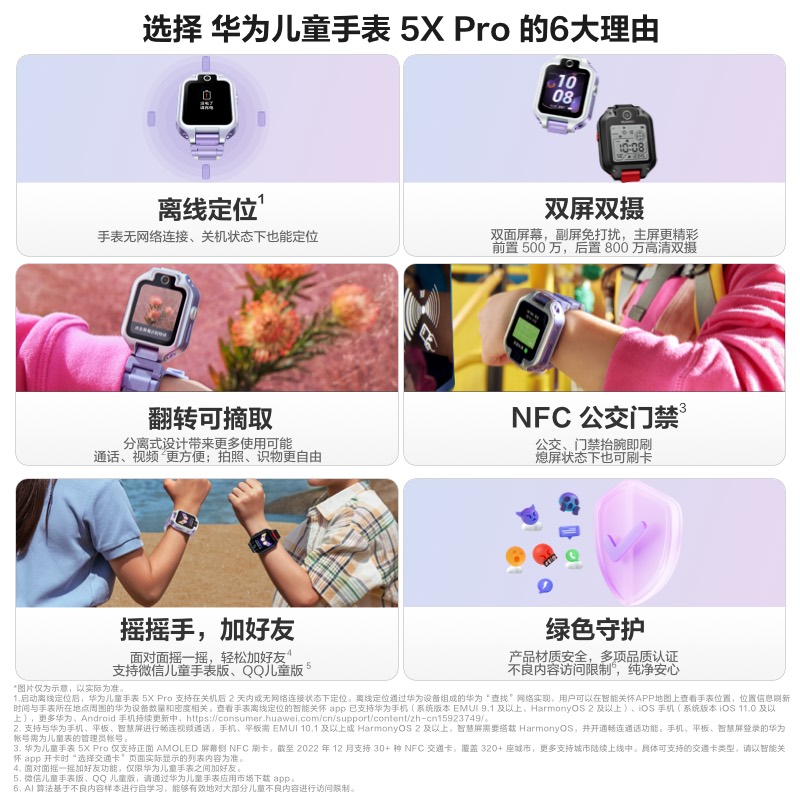 选择 华为儿童手表 5X Pro 的6大理由
没电了
请充电
10
08
10:08
离线定位1
手表无网络连接、关机状态下也能定位
双屏双摄
双面屏幕，副屏免打扰，主屏更精彩
前置 500 万，后置 800 万高清双摄
翻转可摘取
分离式设计带来更多使用可能
通话、视频2更方便；拍照、识物更自由
NFC 公交门禁3
公交、门禁抬腕即刷
熄屏状态下也可刷卡
摇摇手，加好友
面对面摇一摇，轻松加好友4
支持微信儿童手表版、QQ儿童版5
绿色守护
产品材质安全，多项品质认证
不良内容访问限制6，纯净安心
*图片仅为示意，以实际为准。
1.启动离线定位后，华为儿童手表 5X Pro 支持在关机后 2 天内或无网络连接状态下定位。离线定位通过华为设备组成的华为“查找”网络实现，用户可以在智能关怀APP地图上查看手表位置，位置信息刷新
时间与手表所在地点周围的华为设备数量和密度相关，查看手表离线定位的智能关怀 app 已支持华为手机（系统版本 EMUI 9.1 及以上、HarmonyOS 2 及以上）、iOS 手机（系统版本 iOS 11.0 及以
上），更多华为、Android 手机持续更新中，https://consumer.huawei.com/cn/support/content/zh-cn15923749/。
2. 支持与华为手机、平板、智慧屏进行畅连视频通话，手机、平板需 EMUI 10.1 及以上或 HarmonyOS 2 及以上，智慧屏需要搭载 HarmonyOS，并开通畅连通话功能，手机、平板、智慧屏登录的华为
帐号需为儿童手表的管理员帐号。
3. 华为儿童手表 5X Pro 仅支持正面 AMOLED 屏幕侧 NFC 刷卡，截至 2022 年 12 月支持 30+ 种 NFC 交通卡，覆盖 320+ 座城市，更多支持城市陆续上线中。具体可支持的交通卡类型，请以智能关
怀 app 开卡时“选择交通卡”页面实际显示的列表内容为准。
4. 面对面摇一摇加好友功能，仅限华为儿童手表之间加好友。
5. 微信儿童手表版、QQ 儿童版，请通过华为儿童手表应用市场下载 app。
6. AI 算法基于不良内容样本进行自学习，能够有效地对大部分儿童不良内容进行访问限制。